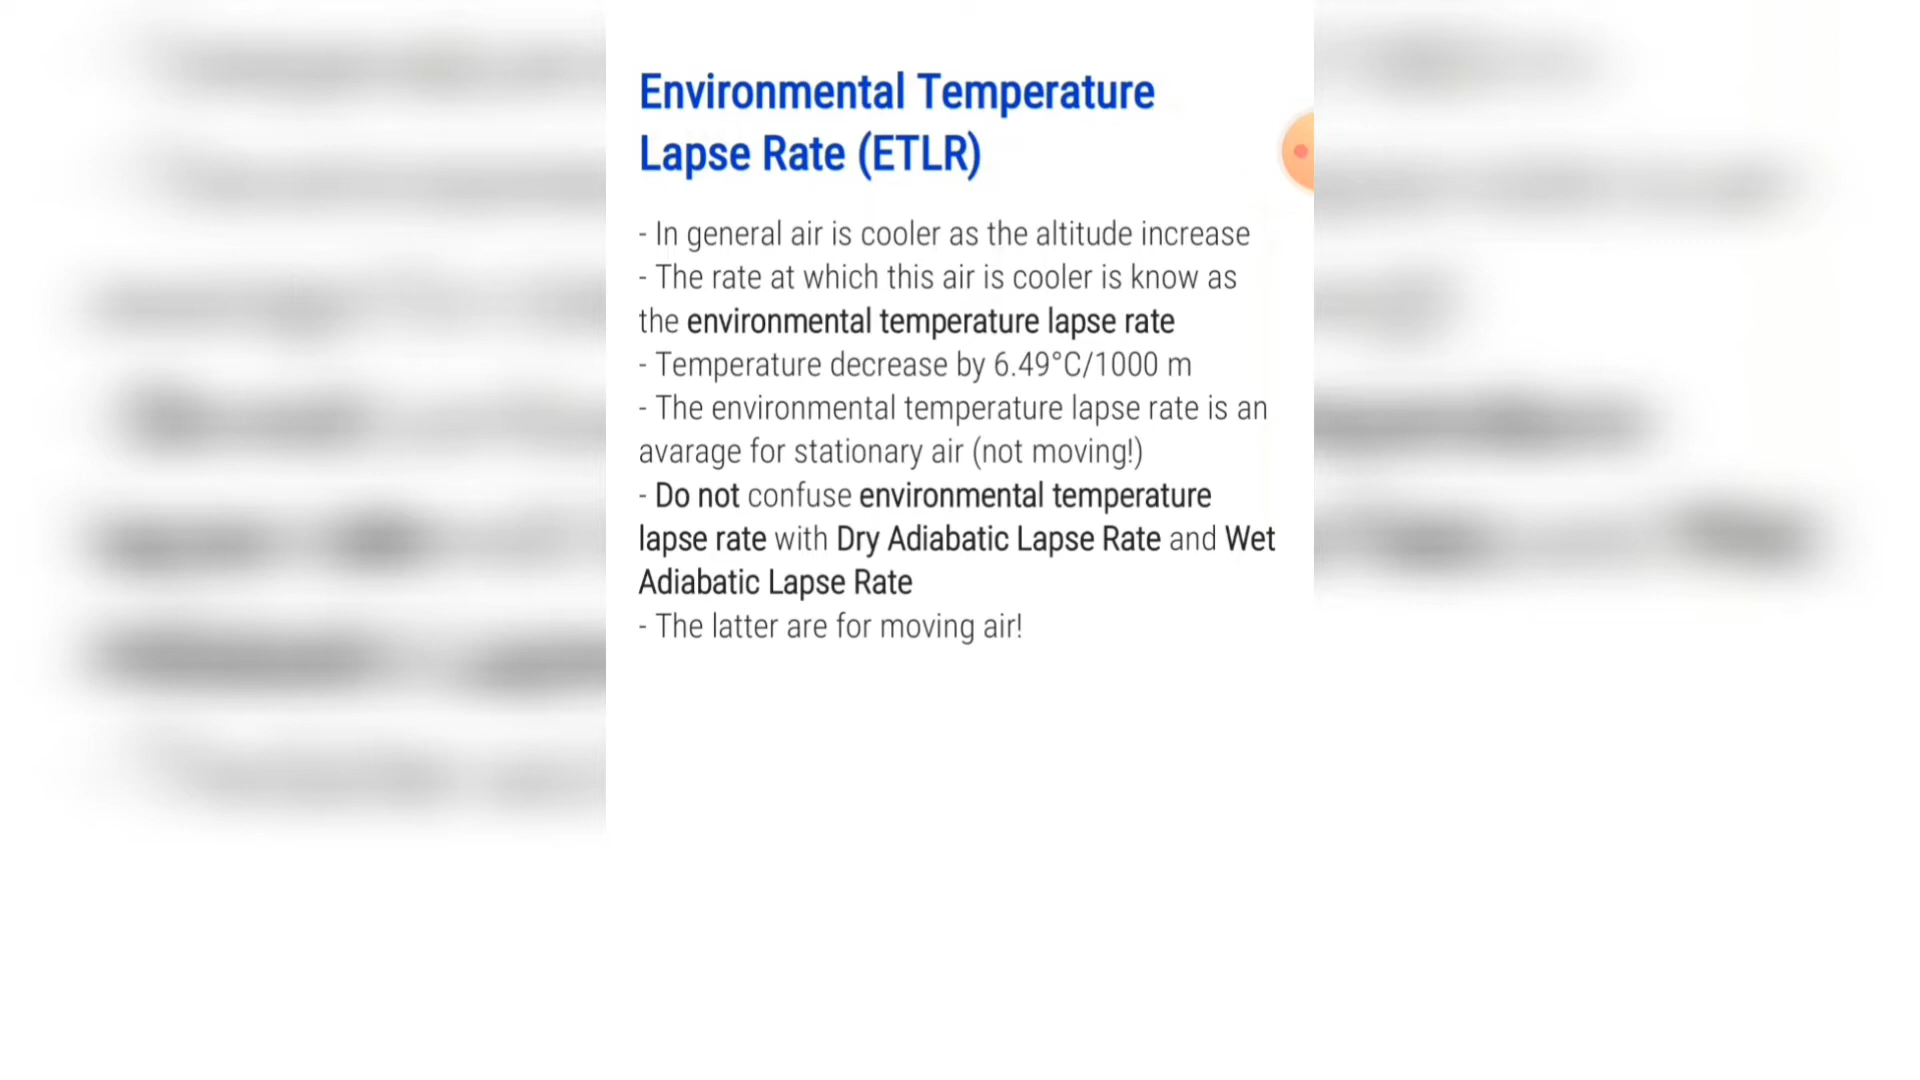 Environmental Temperature
Lapse Rate (ETLR)
- In general air is cooler as the altitude increase
- The rate at which this air is cooler is know as
the environmental temperature lapse rate
- Temperature decrease by 6.49°C/1000 m
- The environmental temperature lapse rate is an
avarage for stationary air (not moving!)
- Do not confuse environmental temperature
lapse rate with Dry Adiabatic Lapse Rate and Wet
Adiabatic Lapse Rate
- The latter are for moving air!